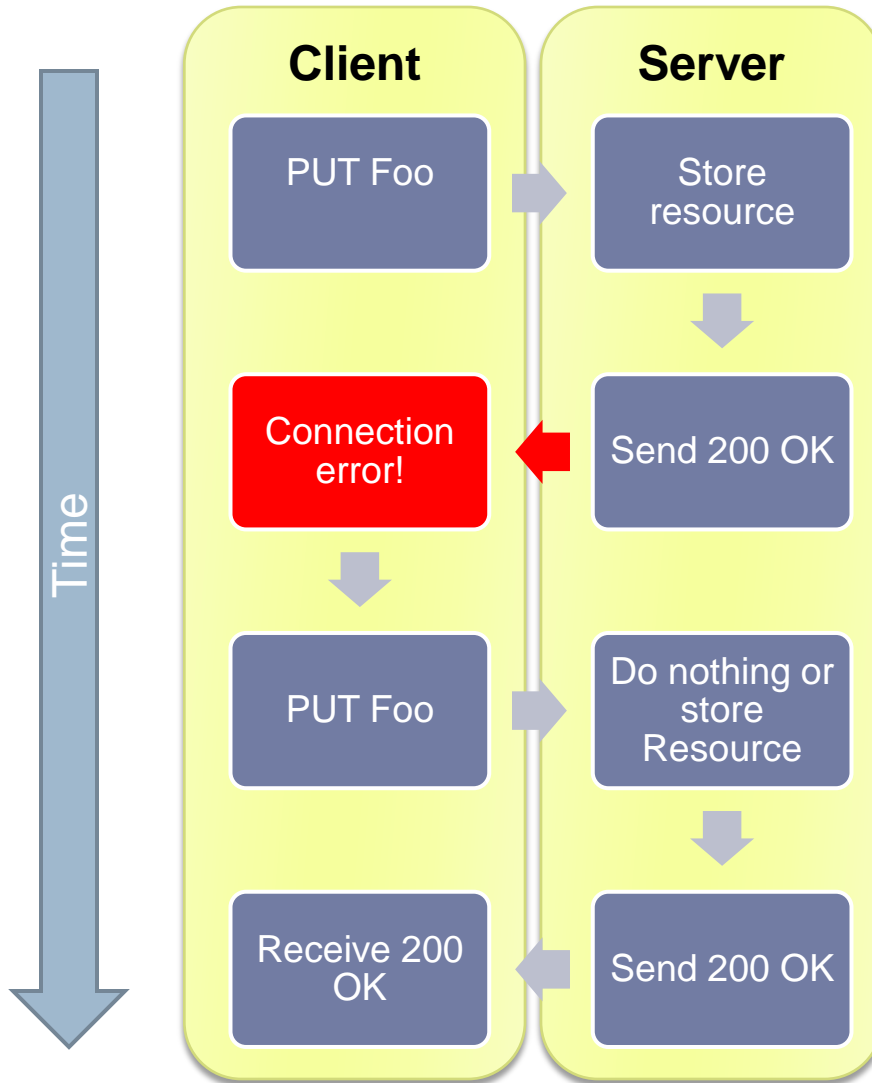 Client
Server
Time
PUT Foo
Store
resource
Connection
error!
Send 200 OK
PUT Foo
Do nothing or
store
Resource
Receive 200
OK
Send 200 OK